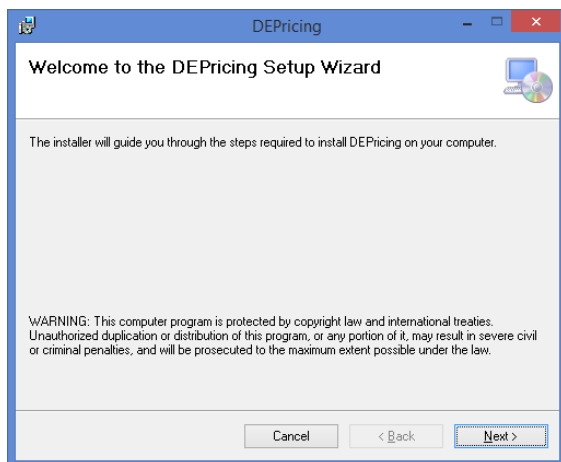 DEPricing
Welcome to the DEPricing Setup Wizard
The installer will guide you through the steps required to install DEPricing on your computer.
WARNING: This computer program is protected by copyright law and international treaties.
Unauthorized duplication or distribution of this program, or any portion of it, may result in severe civil
or criminal penalties, and will be prosecuted to the maximum extent possible under the law.
Cancel
< Back
Next >